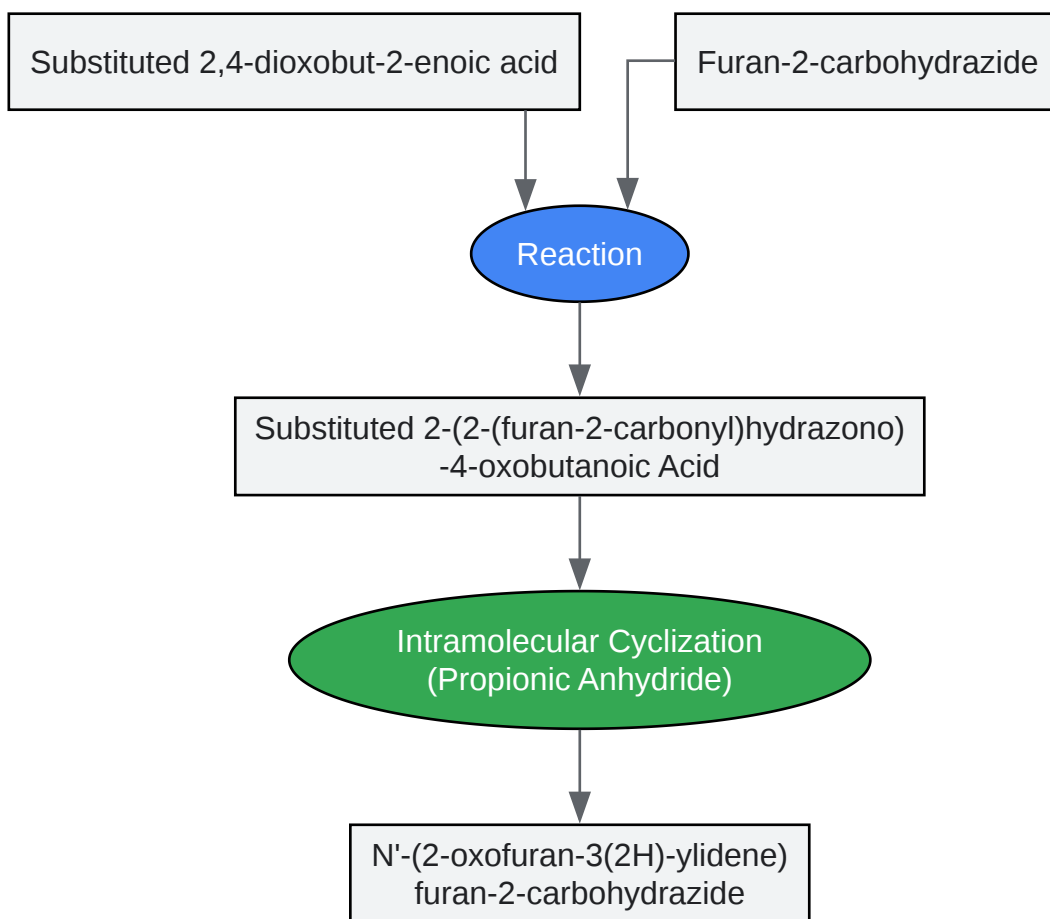 Substituted 2,4-dioxobut-2-enoic acid
Furan-2-carbohydrazide
Reaction
Substituted 2-(2-(furan-2-carbonyl)hydrazono)
-4-oxobutanoic Acid
Intramolecular Cyclization
(Propionic Anhydride)
N'-(2-oxofuran-3(2H)-ylidene)
furan-2-carbohydrazide